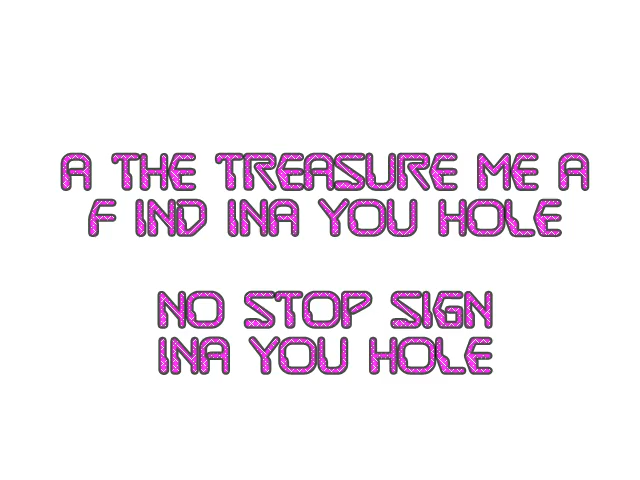 A THE TREASURE ME A
F IND INA YOU HOLE
NO STOP SIGN
INA YOU HOLE